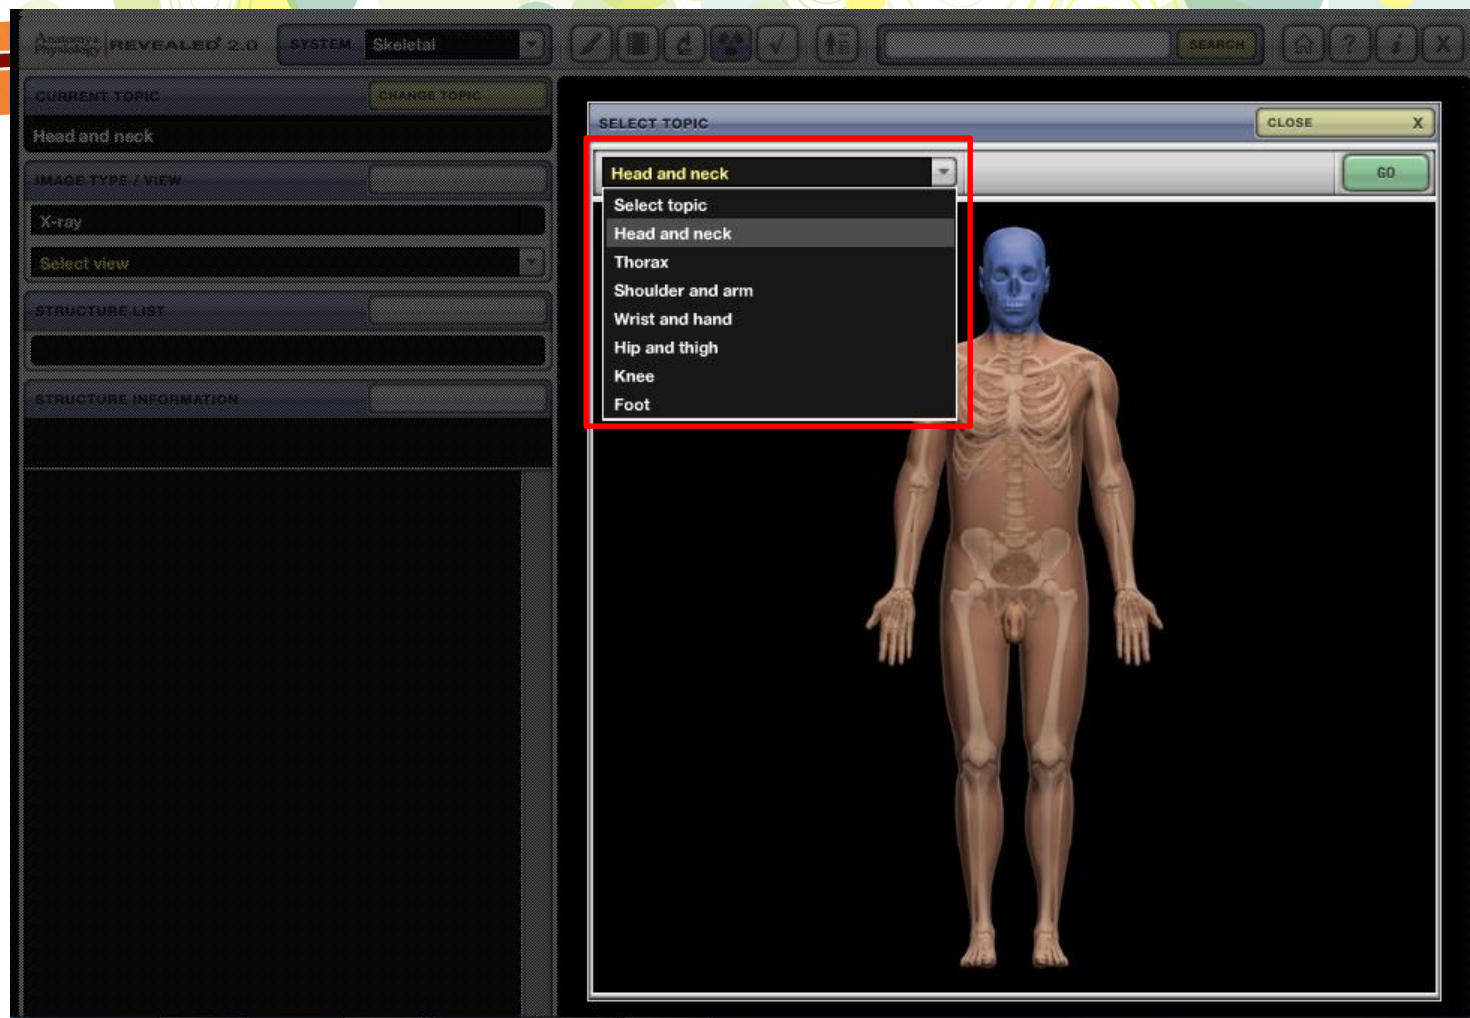 Anatomy & Physiology REVEALED® 2.0
SYSTEM Skeletal
SEARCH
? i X
CURRENT TOPIC CHANGE TOPIC
Head and neck
IMAGE TYPE / VIEW
X-ray
Select view
STRUCTURE LIST
STRUCTURE INFORMATION
SELECT TOPIC CLOSE X
Head and neck GO
Select topic
Head and neck
Thorax
Shoulder and arm
Wrist and hand
Hip and thigh
Knee
Foot